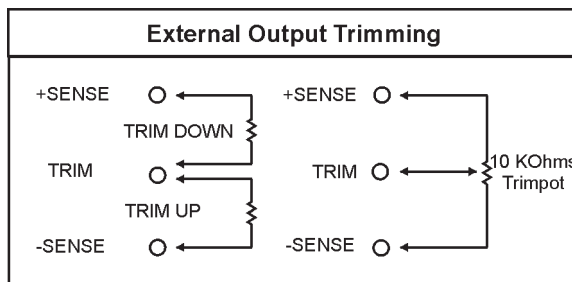 External Output Trimming
+SENSE
TRIM DOWN
TRIM
TRIM UP
-SENSE
+SENSE
TRIM
10 KOhms
Trimpot
-SENSE